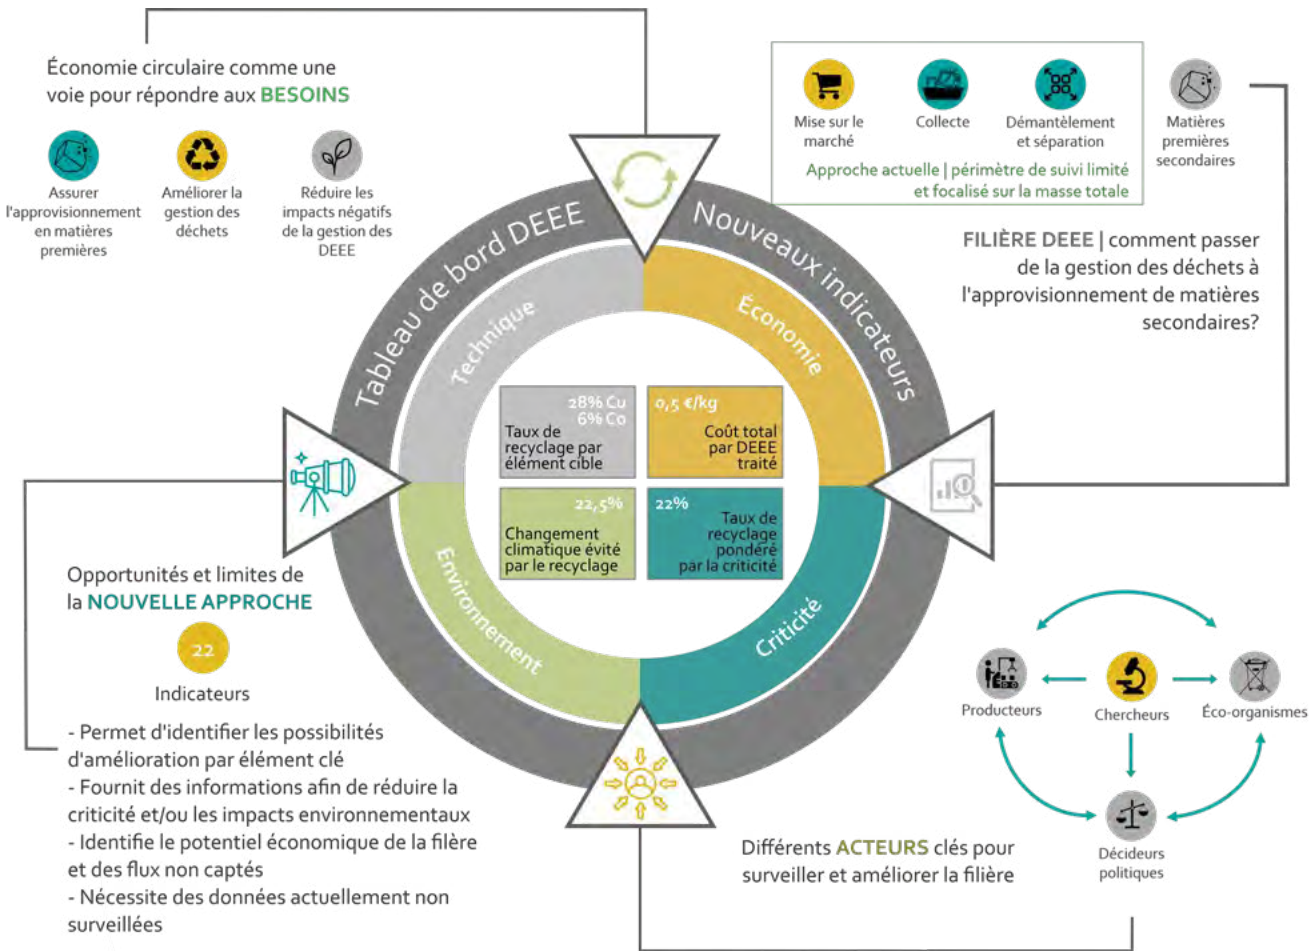 Économie circulaire comme une
voie pour répondre aux BESOINS
Assurer
l'approvisionnement
en matières
premières
Améliorer la
gestion des
déchets
Réduire les
impacts négatifs
de la gestion des
DEEE
Mise sur le
marché
Collecte
Démantèlement
et séparation
Matières
premières
secondaires
Approche actuelle | périmètre de suivi limité
et focalisé sur la masse totale
FILIÈRE DEEE | comment passer
de la gestion des déchets à
l'approvisionnement de matières
secondaires?
Tableau de bord DEEE
Nouveaux indicateurs
Technique
Économie
Environnement
Criticité
28% Cu
6% Co
Taux de
recyclage par
élément cible
0,5 €/kg
Coût total
par DEEE
traité
22,5%
Changement
climatique évité
par le recyclage
22%
Taux de
recyclage
pondéré
par la criticité
Opportunités et limites de
la NOUVELLE APPROCHE
22
Indicateurs
- Permet d'identifier les possibilités
d'amélioration par élément clé
- Fournit des informations afin de réduire la
criticité et/ou les impacts environnementaux
- Identifie le potentiel économique de la filère
et des flux non captés
- Nécessite des données actuellement non
surveillées
Producteurs
Chercheurs
Éco-organismes
Décideurs
politiques
Différents ACTEURS clés pour
surveiller et améliorer la filière